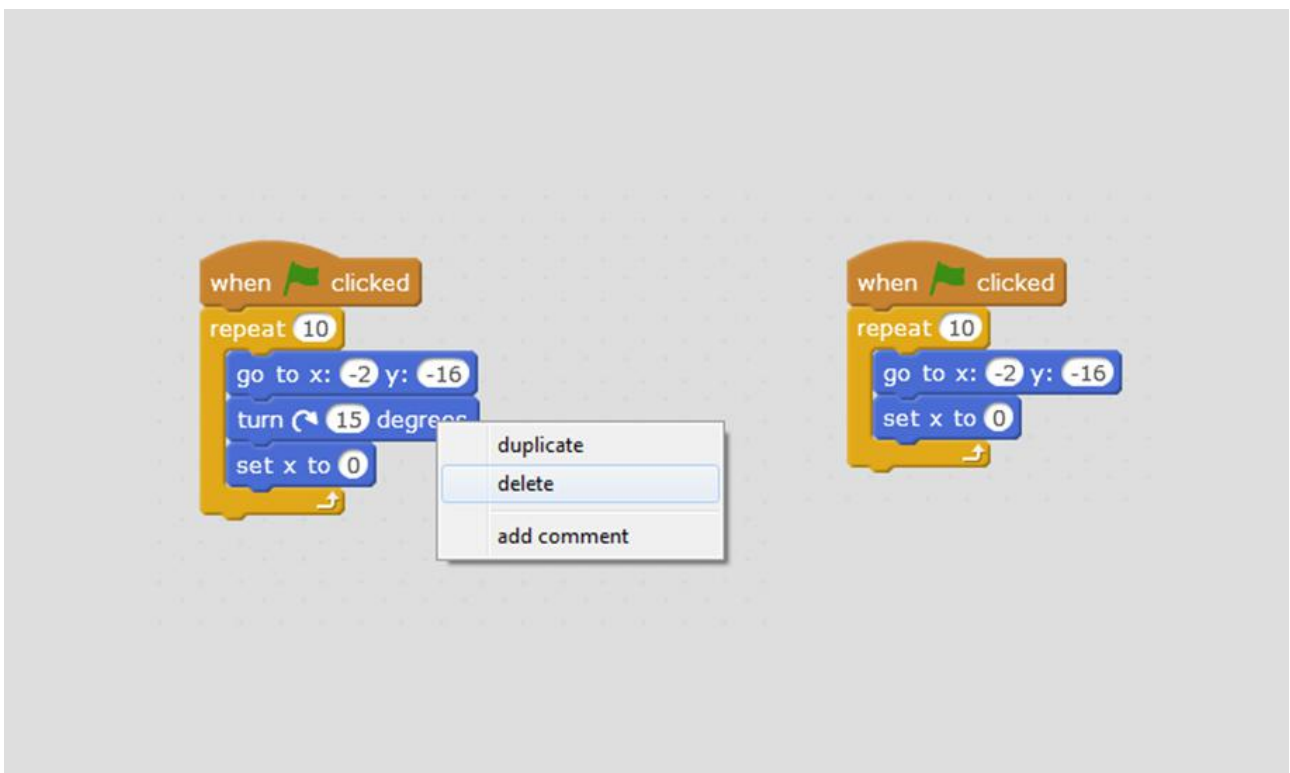 when clicked
repeat 10
go to x: -2 y: -16
turn 15 degrees
set x to 0
duplicate
delete
add comment
when clicked
repeat 10
go to x: -2 y: -16
set x to 0